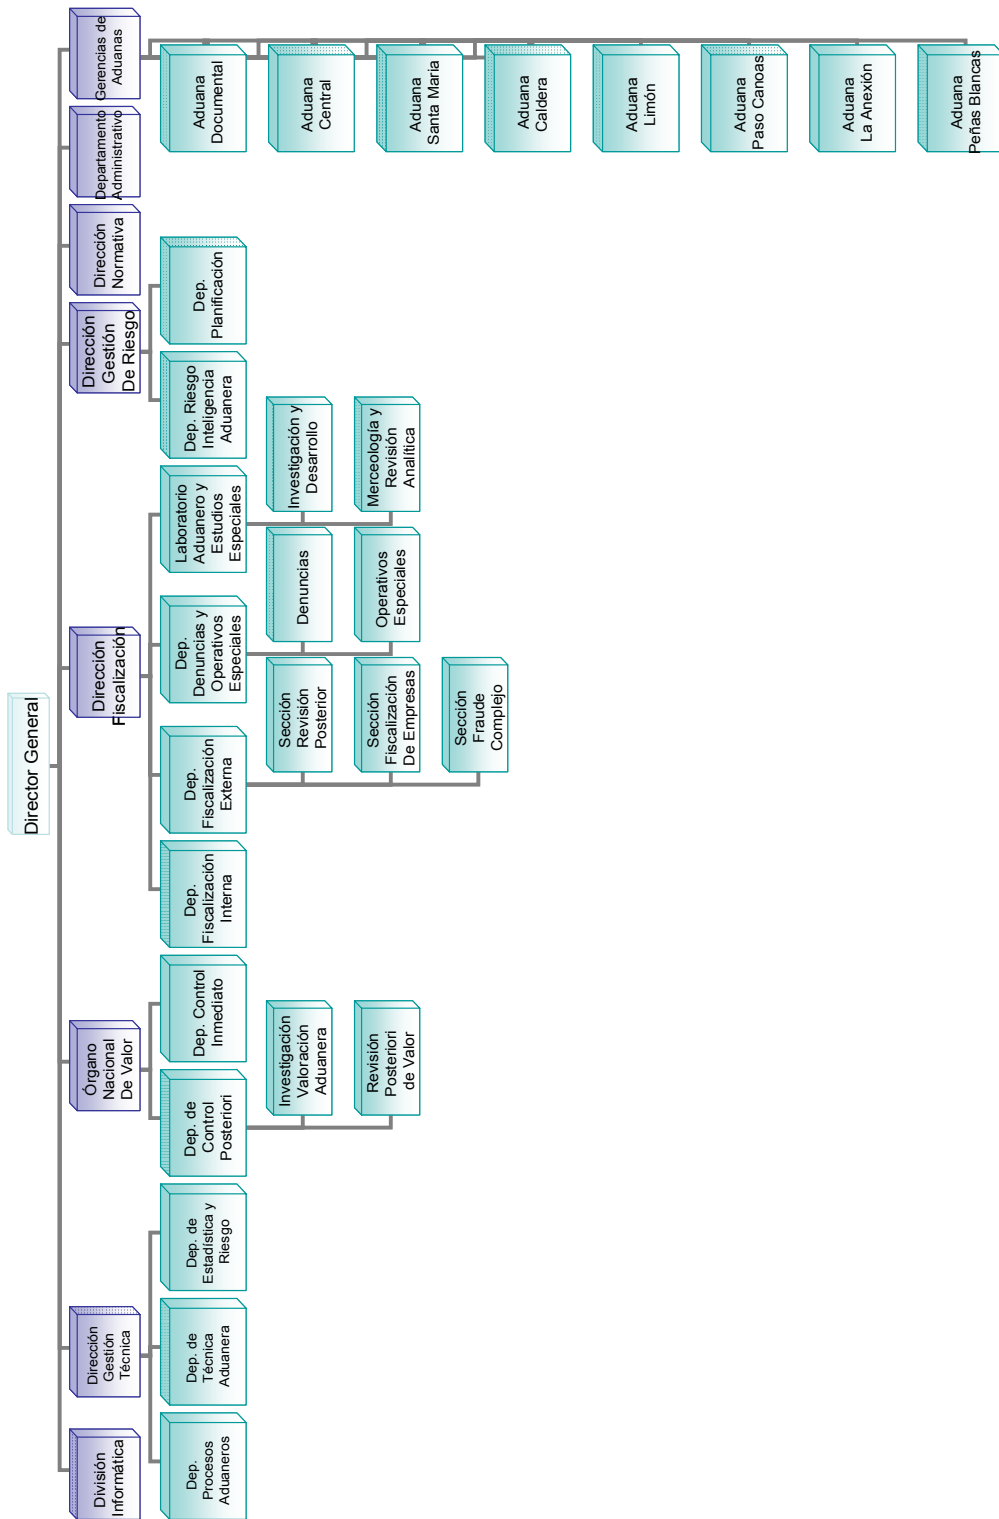 Director General
División
Informática
Dirección
Gestión
Técnica
Órgano
Nacional
De Valor
Dirección
Fiscalización
Dirección
Gestión
De Riesgo
Dirección
Normativa
Departamento
Administrativo
Gerencias de
Aduanas
Dep.
Procesos
Aduaneros
Dep. de
Técnica
Aduanera
Dep. de
Estadística y
Riesgo
Dep. de
Control
Posteriori
Dep. Control
Inmediato
Dep.
Fiscalización
Interna
Dep.
Fiscalización
Externa
Dep.
Denuncias y
Operativos
Especiales
Laboratorio
Aduanero y
Estudios
Especiales
Dep. Riesgo
Inteligencia
Aduanera
Dep.
Planificación
Aduana
Documental
Investigación
Valoración
Aduanera
Sección
Revisión
Posterior
Denuncias
Investigación y
Desarrollo
Aduana
Central
Revisión
Posteriori
de Valor
Sección
Fiscalización
De Empresas
Operativos
Especiales
Merceología y
Revisión
Analítica
Aduana
Santa Maria
Sección
Fraude
Complejo
Aduana
Caldera
Aduana
Limón
Aduana
Paso Canoas
Aduana
La Anexión
Aduana
Peñas Blancas